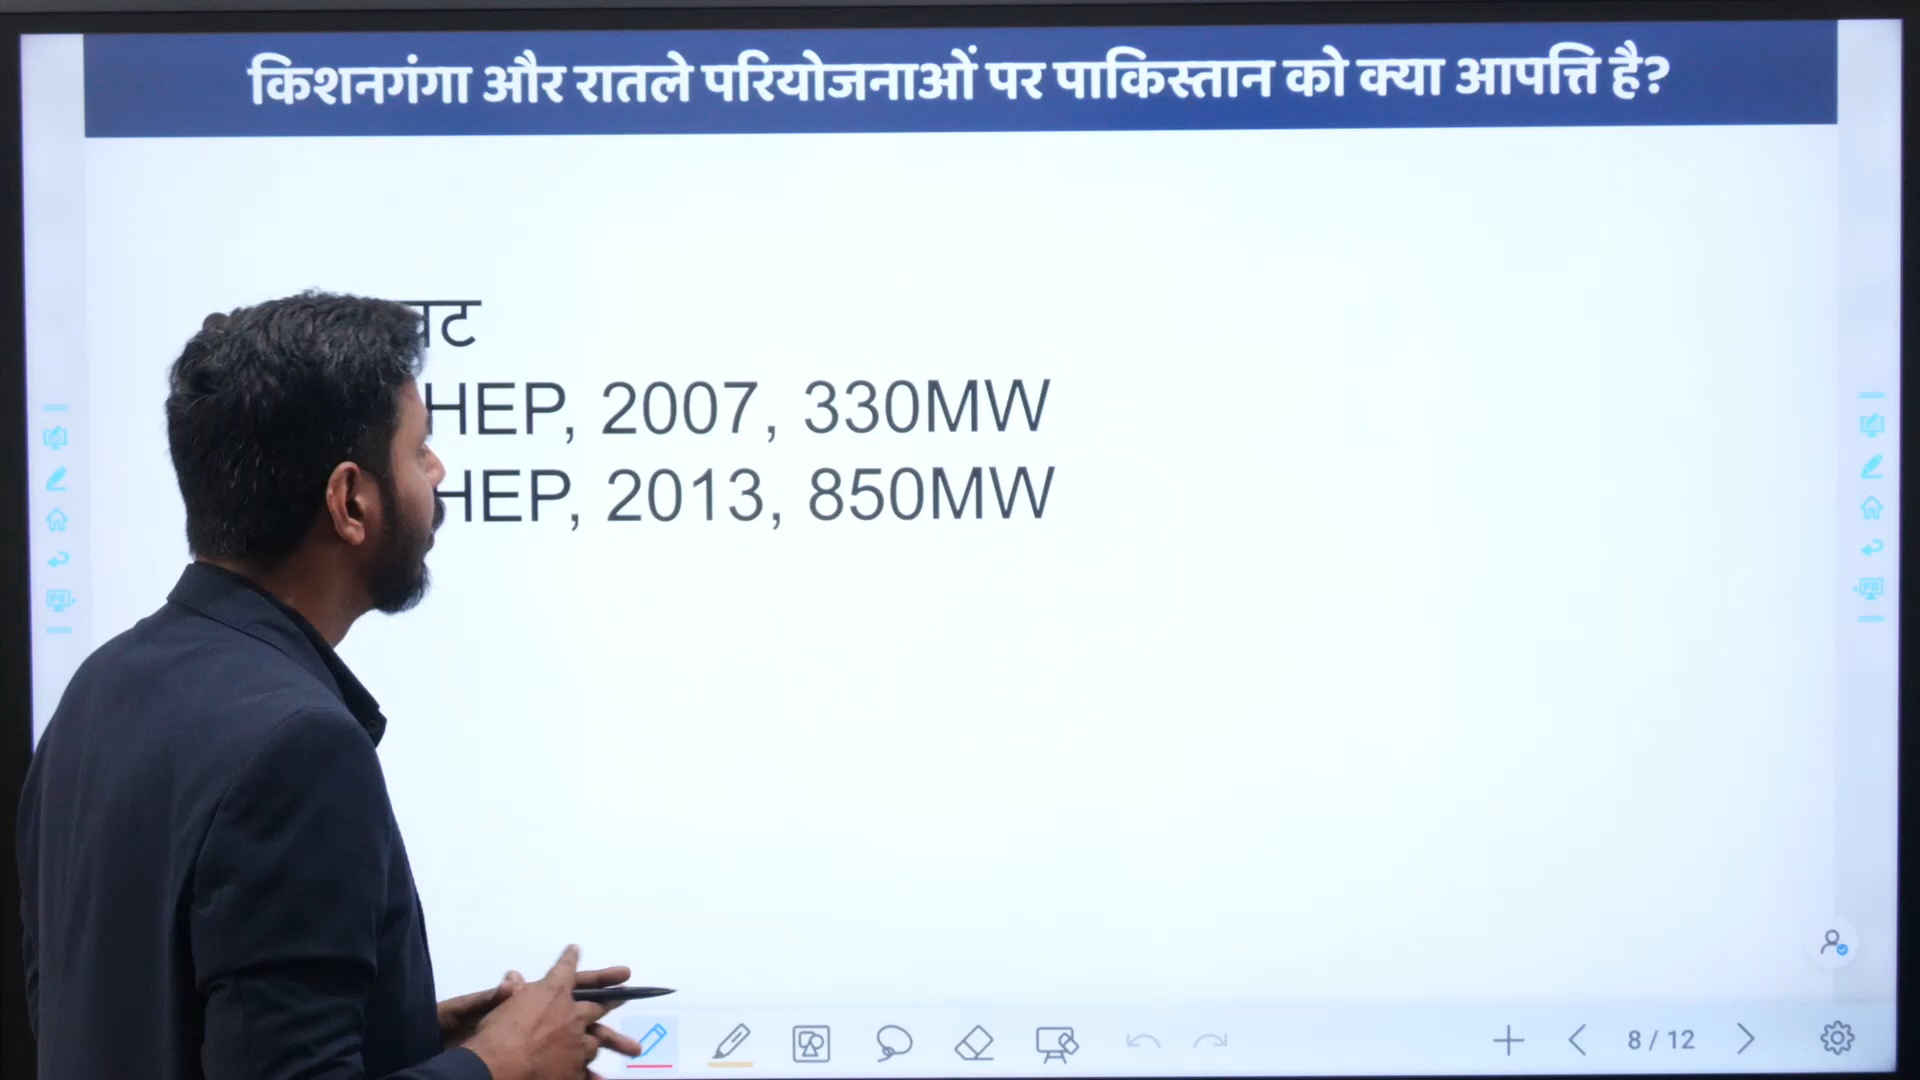 किशनगंगा और रातले परियोजनाओं पर पाकिस्तान को क्या आपत्ति है?
HEP, 2007, 330MW
HEP, 2013, 850MW
8 / 12